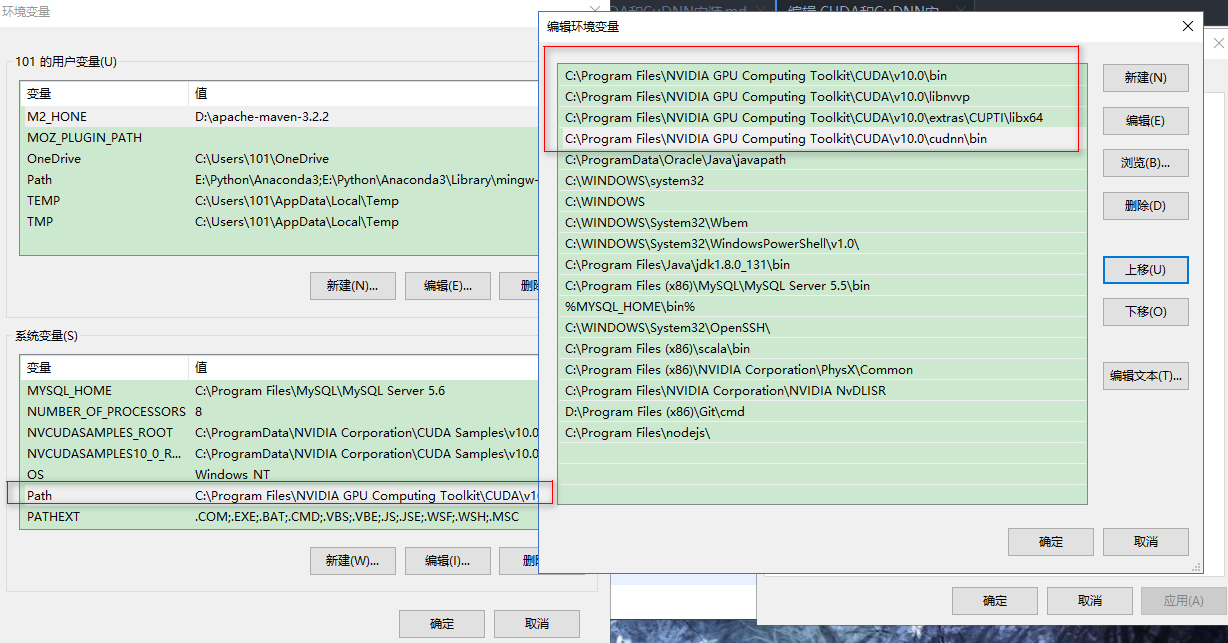 环境变量
101 的用户变量(U)
变量 值
M2_HONE D:\apache-maven-3.2.2
MOZ_PLUGIN_PATH
OneDrive C:\Users\101\OneDrive
Path E:\Python\Anaconda3;E:\Python\Anaconda3\Library\mingw-
TEMP C:\Users\101\AppData\Local\Temp
TMP C:\Users\101\AppData\Local\Temp
新建(N)... 编辑(E)... 删
系统变量(S)
变量 值
MYSQL_HOME C:\Program Files\MySQL\MySQL Server 5.6
NUMBER_OF_PROCESSORS 8
NVCUDASAMPLES_ROOT C:\ProgramData\NVIDIA Corporation\CUDA Samples\v10.0
NVCUDASAMPLES10_0_R... C:\ProgramData\NVIDIA Corporation\CUDA Samples\v10.0
OS Windows_NT
Path C:\Program Files\NVIDIA GPU Computing Toolkit\CUDA\v1
PATHEXT .COM;.EXE;.BAT;.CMD;.VBS;.VBE;.JS;.JSE;.WSF;.WSH;.MSC
新建(W)... 编辑(I)... 删
确定 取消
编辑环境变量
C:\Program Files\NVIDIA GPU Computing Toolkit\CUDA\v10.0\bin
C:\Program Files\NVIDIA GPU Computing Toolkit\CUDA\v10.0\libnvvp
C:\Program Files\NVIDIA GPU Computing Toolkit\CUDA\v10.0\extras\CUPTI\libx64
C:\Program Files\NVIDIA GPU Computing Toolkit\CUDA\v10.0\cudnn\bin
C:\ProgramData\Oracle\Java\javapath
C:\WINDOWS\system32
C:\WINDOWS
C:\WINDOWS\System32\Wbem
C:\WINDOWS\System32\WindowsPowerShell\v1.0\
C:\Program Files\Java\jdk1.8.0_131\bin
C:\Program Files (x86)\MySQL\MySQL Server 5.5\bin
%MYSQL_HOME\bin%
C:\WINDOWS\System32\OpenSSH\
C:\Program Files (x86)\scala\bin
C:\Program Files (x86)\NVIDIA Corporation\PhysX\Common
C:\Program Files\NVIDIA Corporation\NVIDIA NvDLISR
D:\Program Files (x86)\Git\cmd
C:\Program Files\nodejs\
新建(N)
编辑(E)
浏览(B)...
删除(D)
上移(U)
下移(O)
编辑文本(T)...
确定 取消
确定 取消 应用(A)